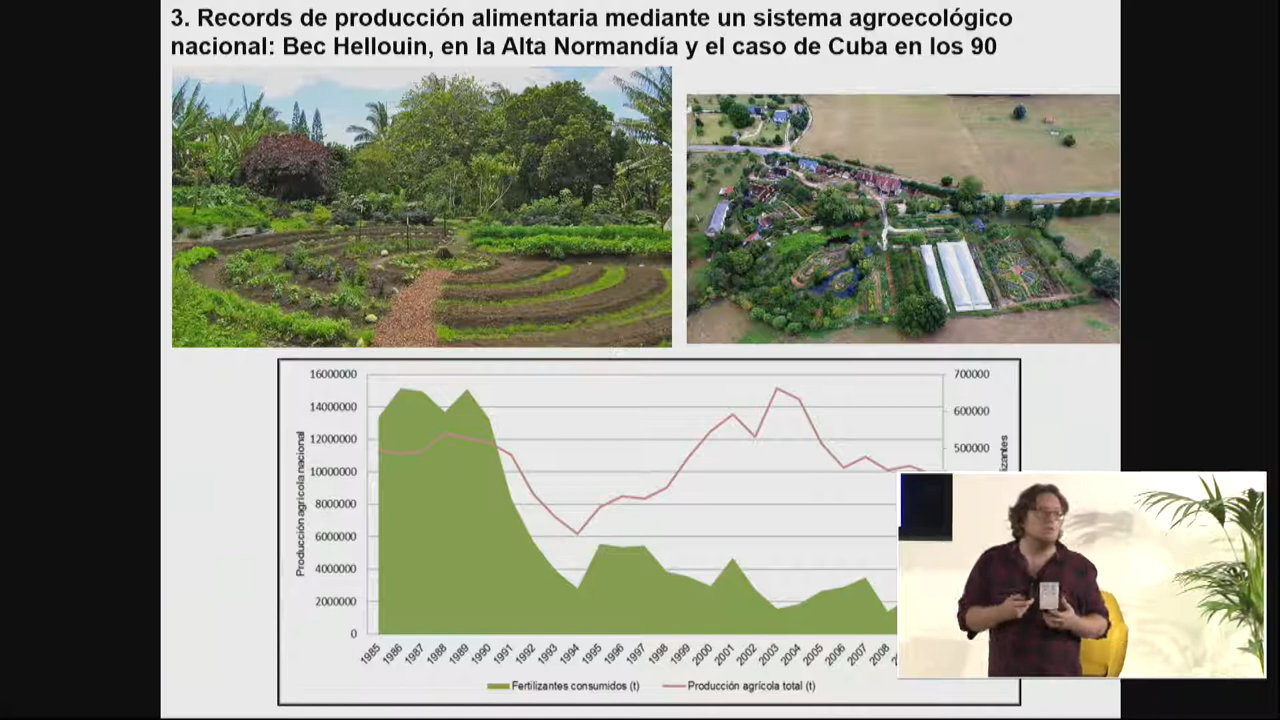 3. Records de producción alimentaria mediante un sistema agroecológico
nacional: Bec Hellouin, en la Alta Normandía y el caso de Cuba en los 90
16000000
14000000
12000000
10000000
8000000
6000000
4000000
2000000
0
Producción agrícola nacional
700000
600000
500000
1985 1986 1987 1988 1989 1990 1991 1992 1993 1994 1995 1996 1997 1998 1999 2000 2001 2002 2003 2004 2005 2006 2007 2008
Fertilizantes consumidos (t) Producción agrícola total (t)